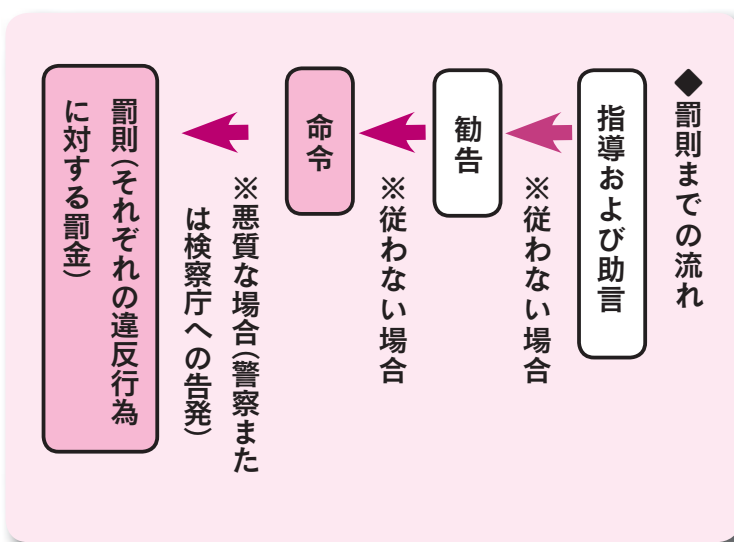 ◆罰則までの流れ
指導および助言
※従わない場合
勧告
※従わない場合
命令
※悪質な場合（警察また
は検察庁への告発）
罰則（それぞれの違反行為
に対する罰金）